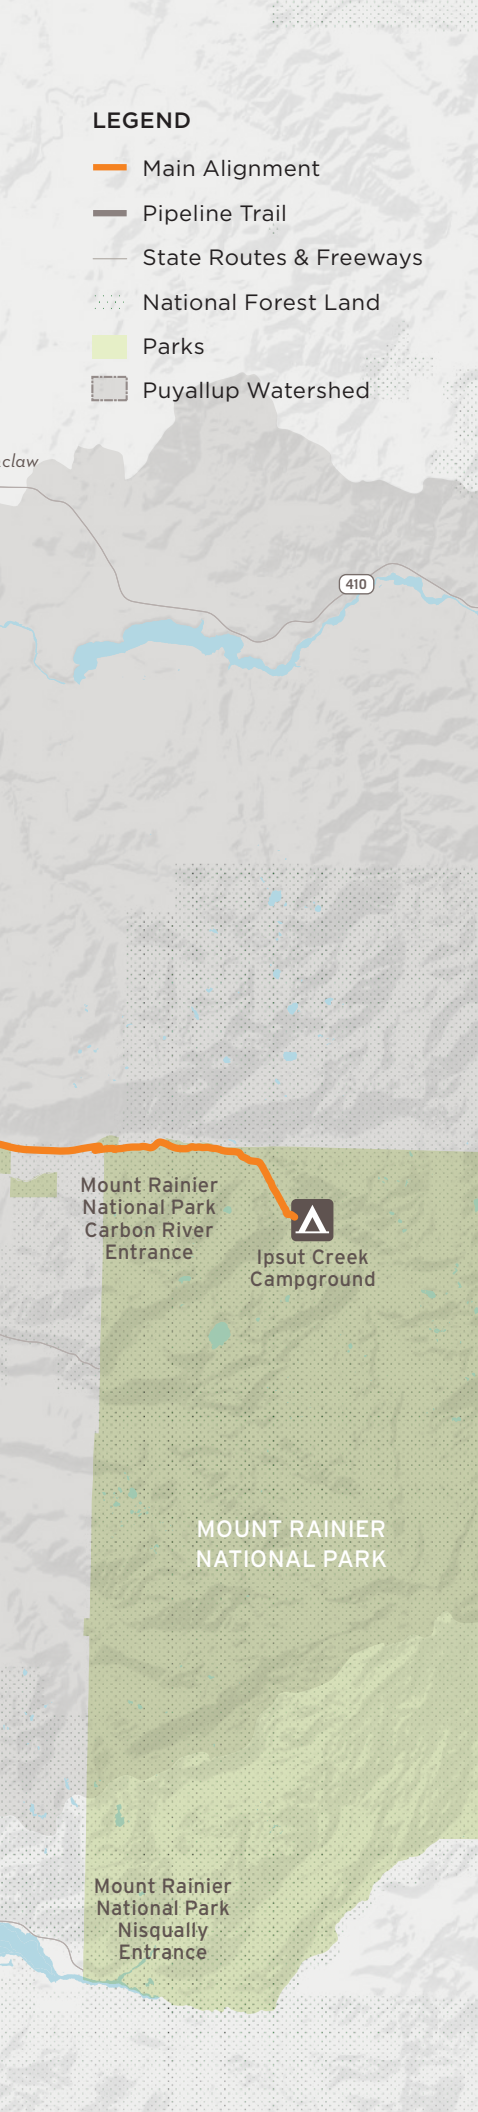 LEGEND
Main Alignment
Pipeline Trail
State Routes & Freeways
National Forest Land
Parks
Puyallup Watershed
claw
410
Mount Rainier
National Park
Carbon River
Entrance
Ipsut Creek
Campground
MOUNT RAINIER
NATIONAL PARK
Mount Rainier
National Park
Nisqually
Entrance